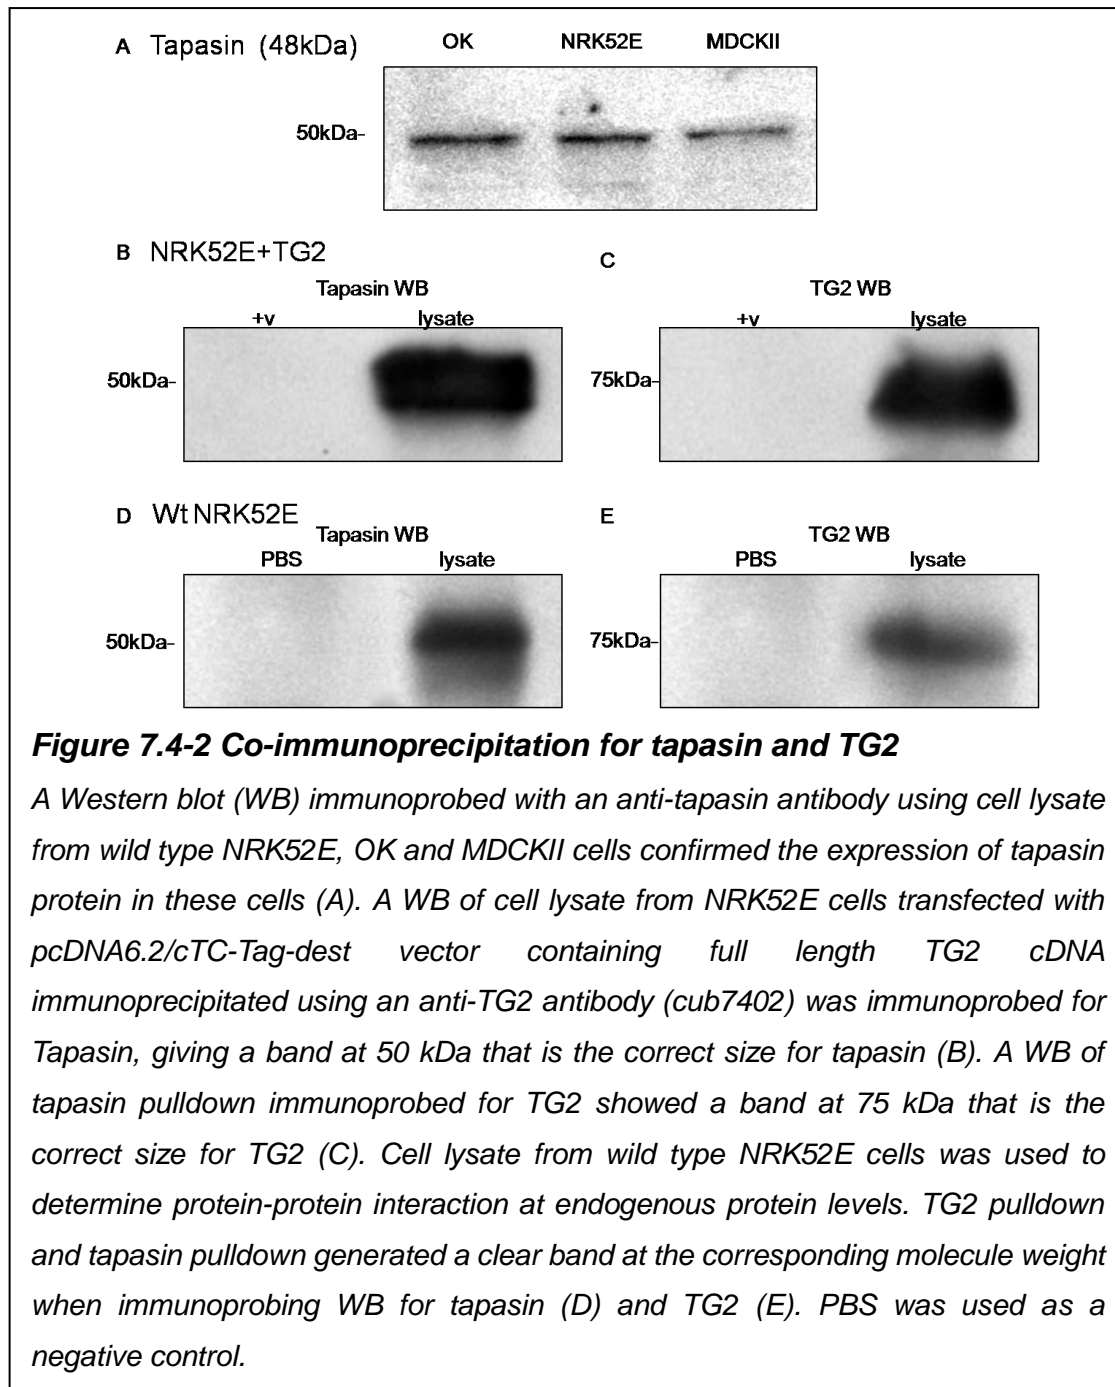 A Tapasin (48kDa)
OK NRK52E MDCKII
50kDa-
B NRK52E+TG2
C
Tapasin WB
TG2 WB
+v lysate
+v lysate
50kDa-
75kDa-
D Wt NRK52E
E
Tapasin WB
TG2 WB
PBS lysate
PBS lysate
50kDa-
75kDa-
Figure 7.4-2 Co-immunoprecipitation for tapasin and TG2
A Western blot (WB) immunoprobed with an anti-tapasin antibody using cell lysate
from wild type NRK52E, OK and MDCKII cells confirmed the expression of tapasin
protein in these cells (A). A WB of cell lysate from NRK52E cells transfected with
pcDNA6.2/cTC-Tag-dest vector containing full length TG2 cDNA
immunoprecipitated using an anti-TG2 antibody (cub7402) was immunoprobed for
Tapasin, giving a band at 50 kDa that is the correct size for tapasin (B). A WB of
tapasin pulldown immunoprobed for TG2 showed a band at 75 kDa that is the
correct size for TG2 (C). Cell lysate from wild type NRK52E cells was used to
determine protein-protein interaction at endogenous protein levels. TG2 pulldown
and tapasin pulldown generated a clear band at the corresponding molecule weight
when immunoprobing WB for tapasin (D) and TG2 (E). PBS was used as a
negative control.